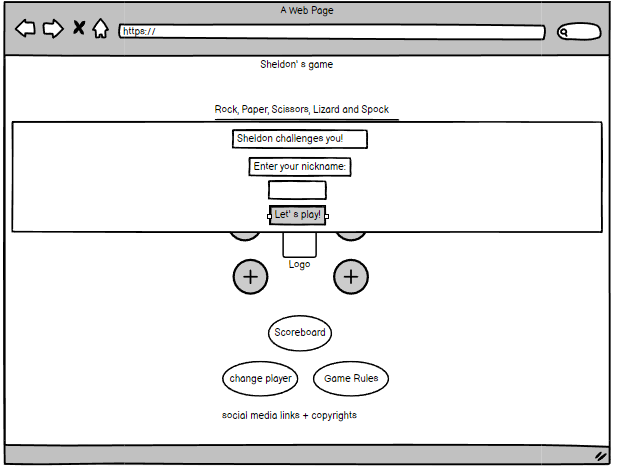 A Web Page
https://
Sheldon's game
Rock, Paper, Scissors, Lizard and Spock
Sheldon challenges you!
Enter your nickname:
Let's play!
Logo
Scoreboard
change player
Game Rules
social media links + copyrights